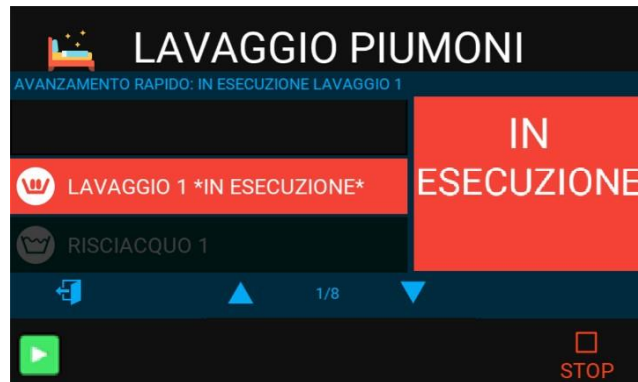 LAVAGGIO PIUMONI
AVANZAMENTO RAPIDO: IN ESECUZIONE LAVAGGIO 1
LAVAGGIO 1 *IN ESECUZIONE*
IN
ESECUZIONE
RISCIACQUO 1
1/8
STOP